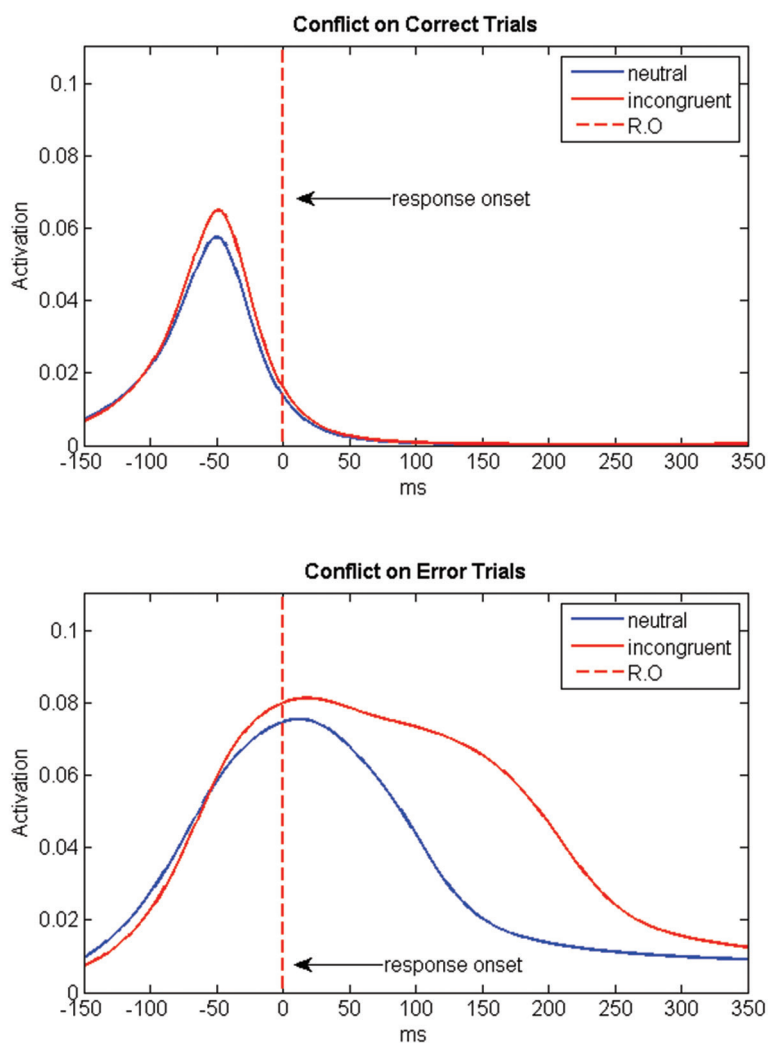 Conflict on Correct Trials
neutral
incongruent
R.O
response onset
Activation
0.1
0.08
0.06
0.04
0.02
0
-150 -100 -50 0 50 100 150 200 250 300 350
ms
Conflict on Error Trials
neutral
incongruent
R.O
response onset
Activation
0.1
0.08
0.06
0.04
0.02
0
-150 -100 -50 0 50 100 150 200 250 300 350
ms